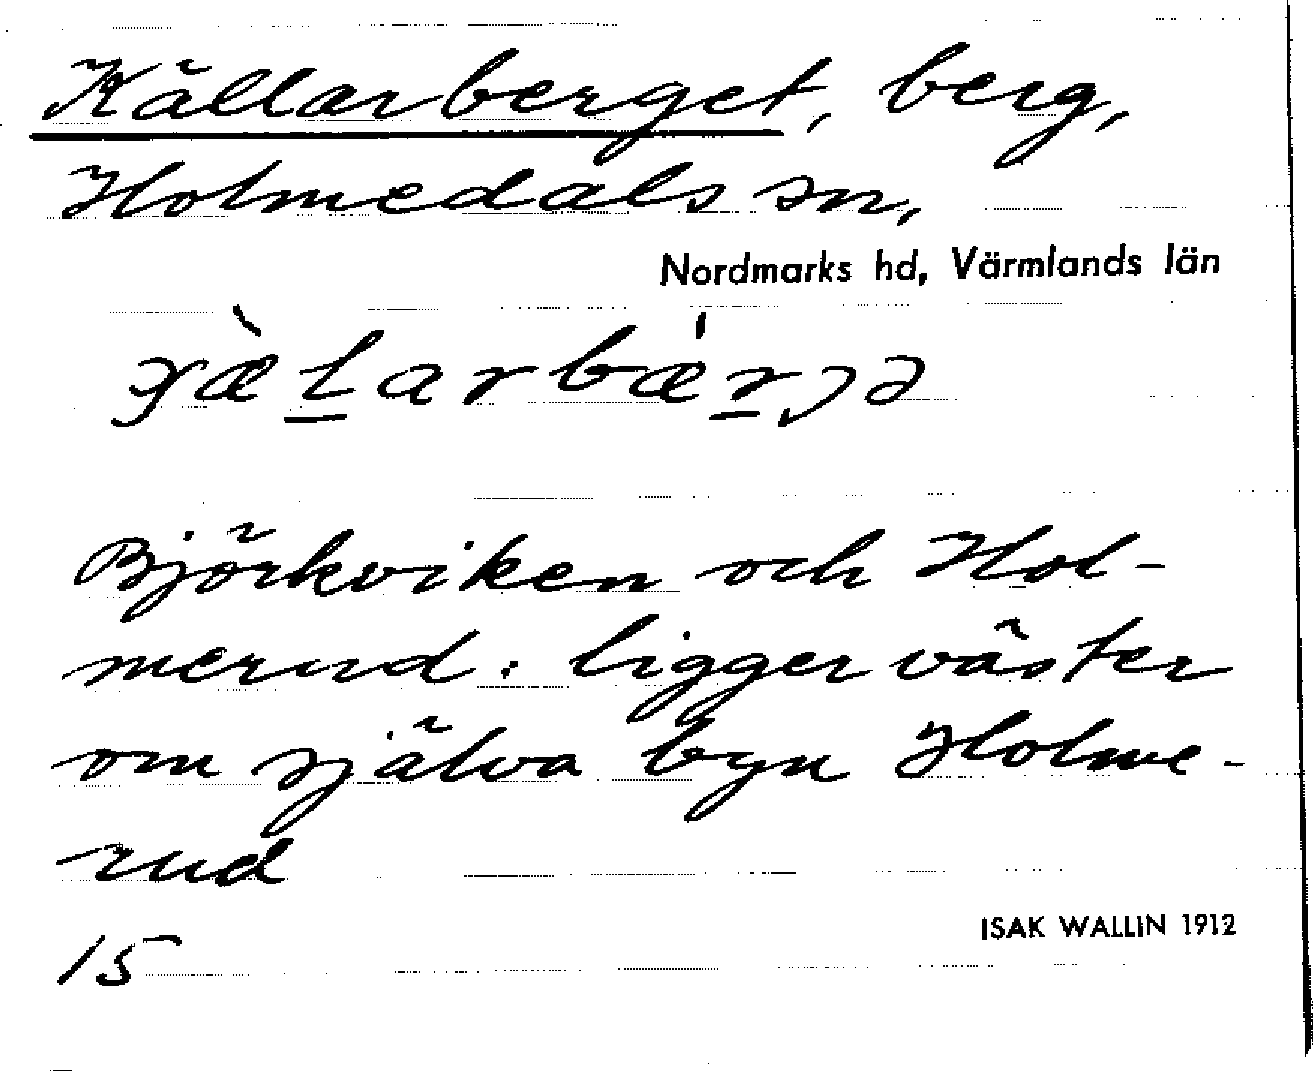 Källarberget, berg,
Holmedals sn,
Nordmarks hd, Värmlands län
Björkviken och Hol-
merud: ligger väster
om själva byn Holme-
rud
ISAK WALLIN 1912
15